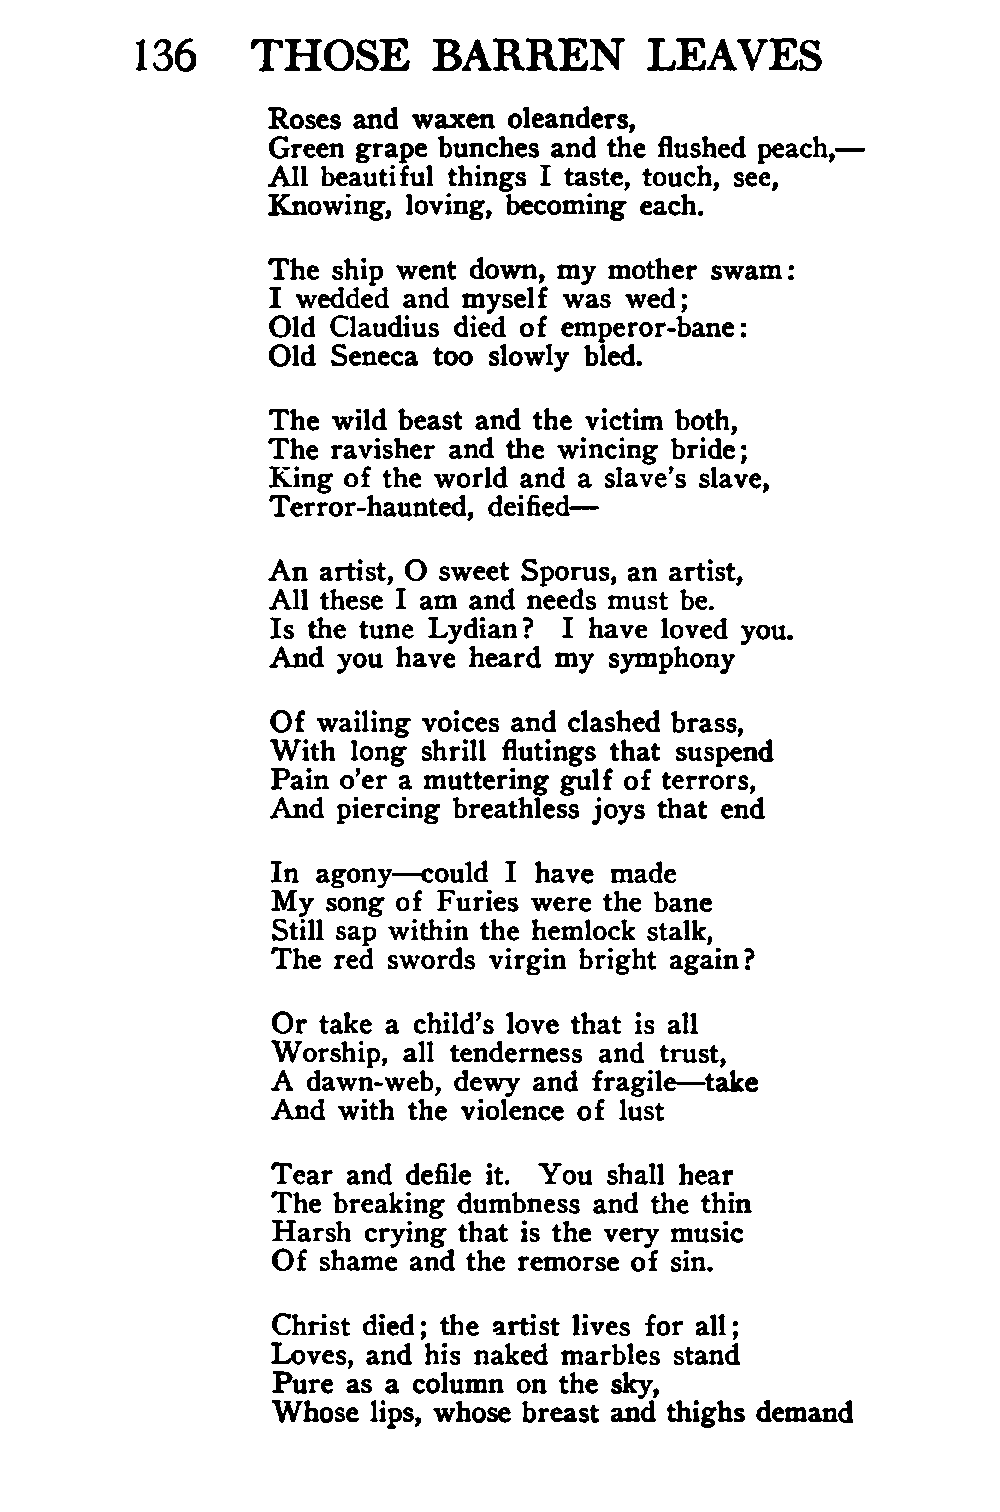 136 THOSE BARREN LEAVES
Roses and waxen oleanders,
Green grape bunches and the flushed peach,—
All beautiful things I taste, touch, see,
Knowing, loving, becoming each.
The ship went down, my mother swam:
I wedded and myself was wed;
Old Claudius died of emperor-bane:
Old Seneca too slowly bled.
The wild beast and the victim both,
The ravisher and the wincing bride;
King of the world and a slave's slave,
Terror-haunted, deified—
An artist, O sweet Sporus, an artist,
All these I am and needs must be.
Is the tune Lydian? I have loved you.
And you have heard my symphony
Of wailing voices and clashed brass,
With long shrill flutings that suspend
Pain o'er a muttering gulf of terrors,
And piercing breathless joys that end
In agony—could I have made
My song of Furies were the bane
Still sap within the hemlock stalk,
The red swords virgin bright again?
Or take a child's love that is all
Worship, all tenderness and trust,
A dawn-web, dewy and fragile—take
And with the violence of lust
Tear and defile it. You shall hear
The breaking dumbness and the thin
Harsh crying that is the very music
Of shame and the remorse of sin.
Christ died; the artist lives for all;
Loves, and his naked marbles stand
Pure as a column on the sky,
Whose lips, whose breast and thighs demand